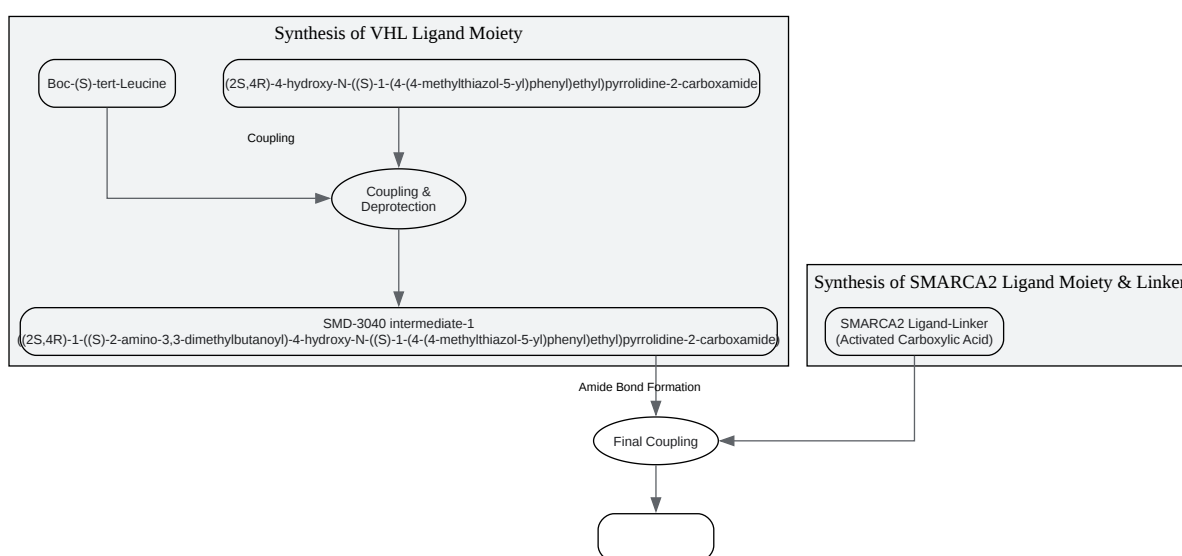 Synthesis of VHL Ligand Moiety
Boc-(S)-tert-Leucine
(2S,4R)-4-hydroxy-N-((S)-1-(4-(4-methylthiazol-5-yl)phenyl)ethyl)pyrrolidine-2-carboxamide
Coupling
Coupling &
Deprotection
Synthesis of SMARCA2 Ligand Moiety & Linker
SMD-3040 intermediate-1
((2S,4R)-1-((S)-2-amino-3,3-dimethylbutanoyl)-4-hydroxy-N-((S)-1-(4-(4-methylthiazol-5-yl)phenyl)ethyl)pyrrolidine-2-carboxamide)
SMARCA2 Ligand-Linker
(Activated Carboxylic Acid)
Amide Bond Formation
Final Coupling